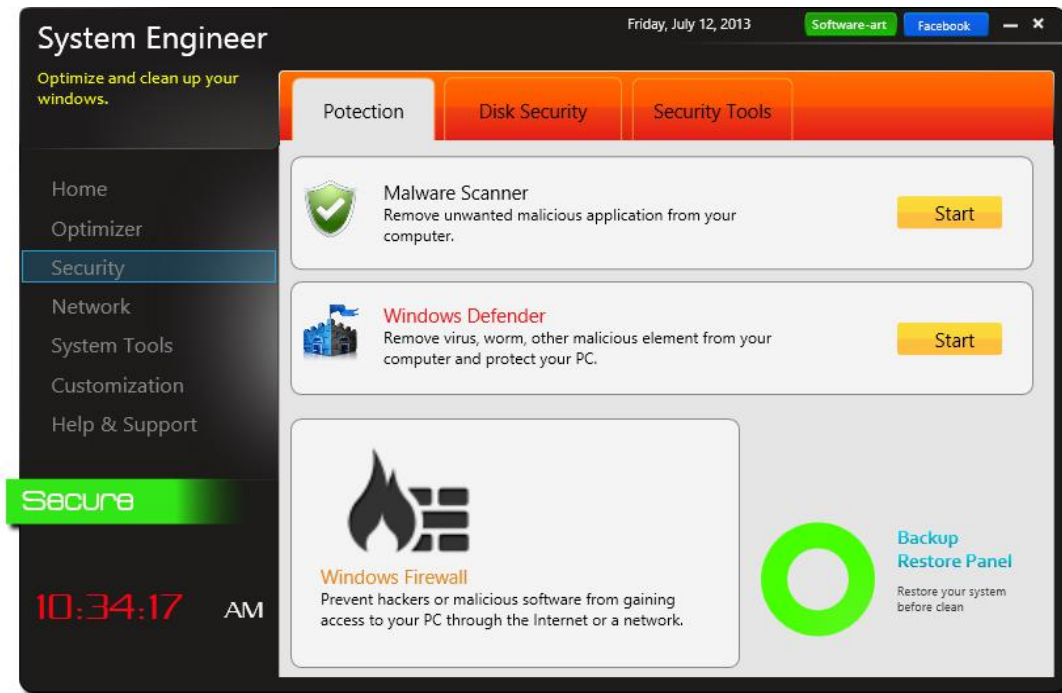 System Engineer
Optimize and clean up your
windows.
Friday, July 12, 2013
Software-art
Facebook
Potection
Disk Security
Security Tools
Home
Optimizer
Security
Network
System Tools
Customization
Help & Support
Secure
10:34:17 AM
Malware Scanner
Remove unwanted malicious application from your
computer.
Start
Windows Defender
Remove virus, worm, other malicious element from your
computer and protect your PC.
Start
Windows Firewall
Prevent hackers or malicious software from gaining
access to your PC through the Internet or a network.
Backup
Restore Panel
Restore your system
before clean